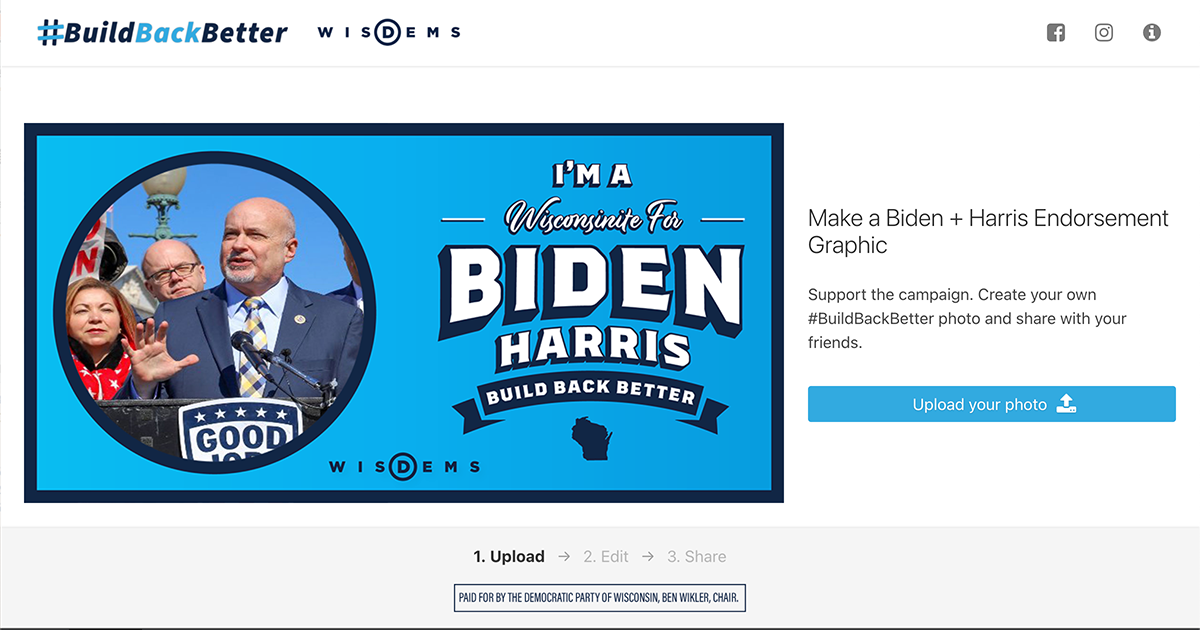 #BuildBackBetter WISDEMS
I'M A
Wisconsinite For
BIDEN
HARRIS
BUILD BACK BETTER
N
GOOD
WISDEMS
Make a Biden + Harris Endorsement
Graphic
Support the campaign. Create your own
#BuildBackBetter photo and share with your
friends.
Upload your photo
1. Upload → 2. Edit → 3. Share
PAID FOR BY THE DEMOCRATIC PARTY OF WISCONSIN, BEN WIKLER, CHAIR.